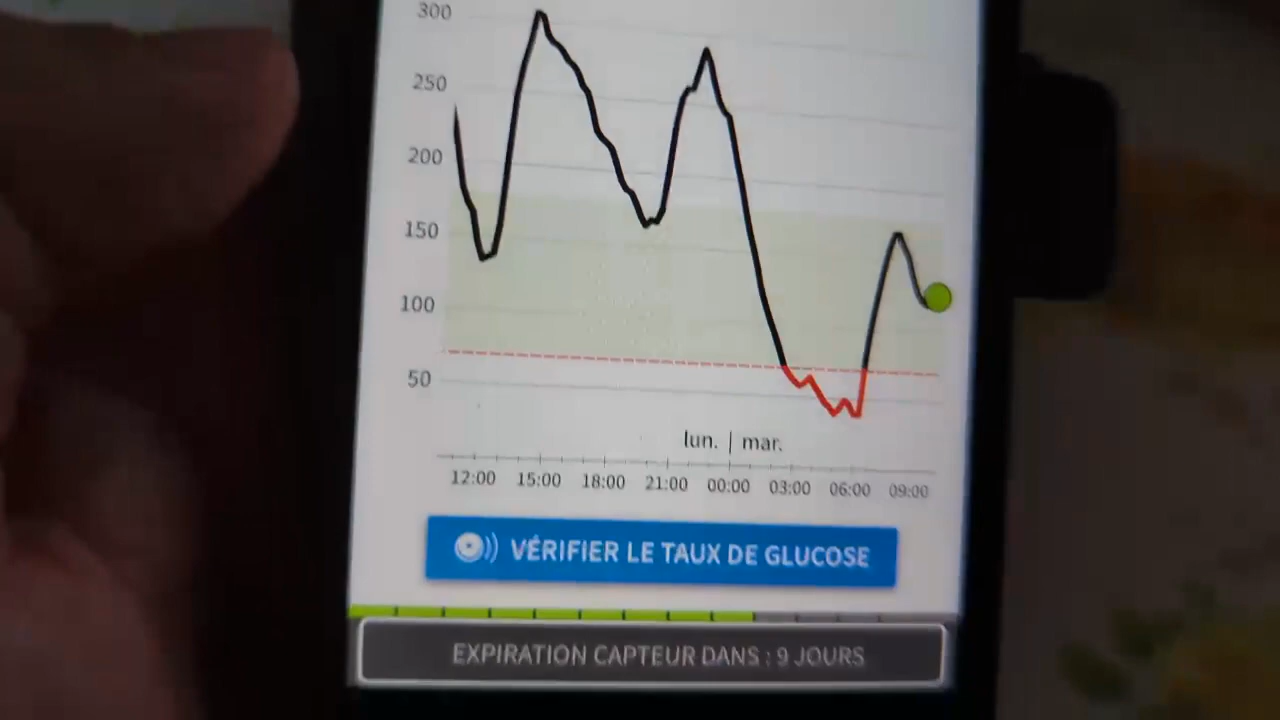 300
250
200
150
100
50
lun. | mar.
12:00 15:00 18:00 21:00 00:00 03:00 06:00 09:00
VÉRIFIER LE TAUX DE GLUCOSE
EXPIRATION CAPTEUR DANS : 9 JOURS